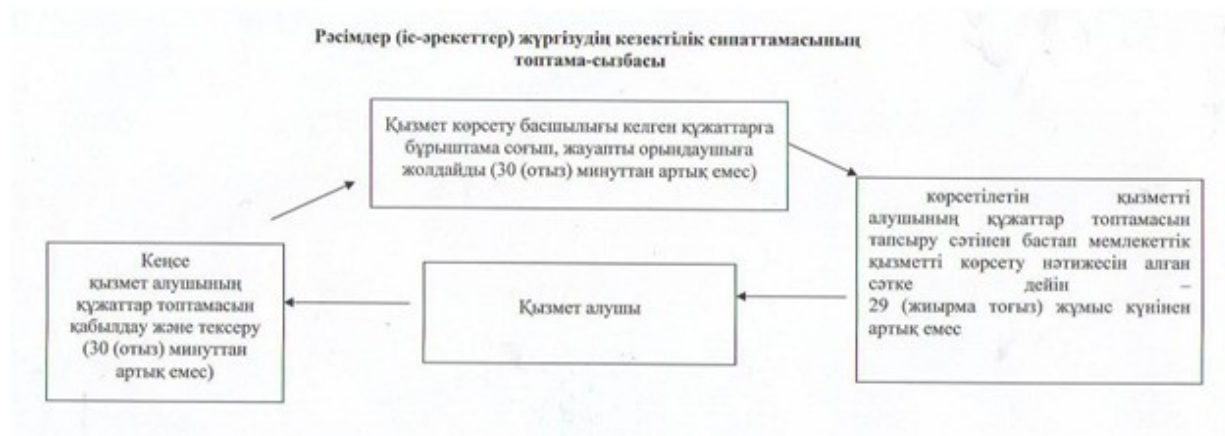 Рәсімдер (іс-әрекеттер) жүргізудің кезектілік сипаттамасының
топтама-сызбасы
Қызмет көрсету басшылығы келген құжаттарға
бұрыштама соғып, жауапты орындаушыға
жолдайды (30 (отыз) минуттан артық емес)
көрсетілетін қызметті
алушының құжаттар топтамасын
тапсыру сәтінен бастап мемлекеттік
қызметті көрсету нәтижесін алған
сәтке дейін –
29 (жиырма тоғыз) жұмыс күнінен
артық емес
Кеңсе
қызмет алушының
құжаттар топтамасын
қабылдау және тексеру
(30 (отыз) минуттан
артық емес)
Қызмет алушы